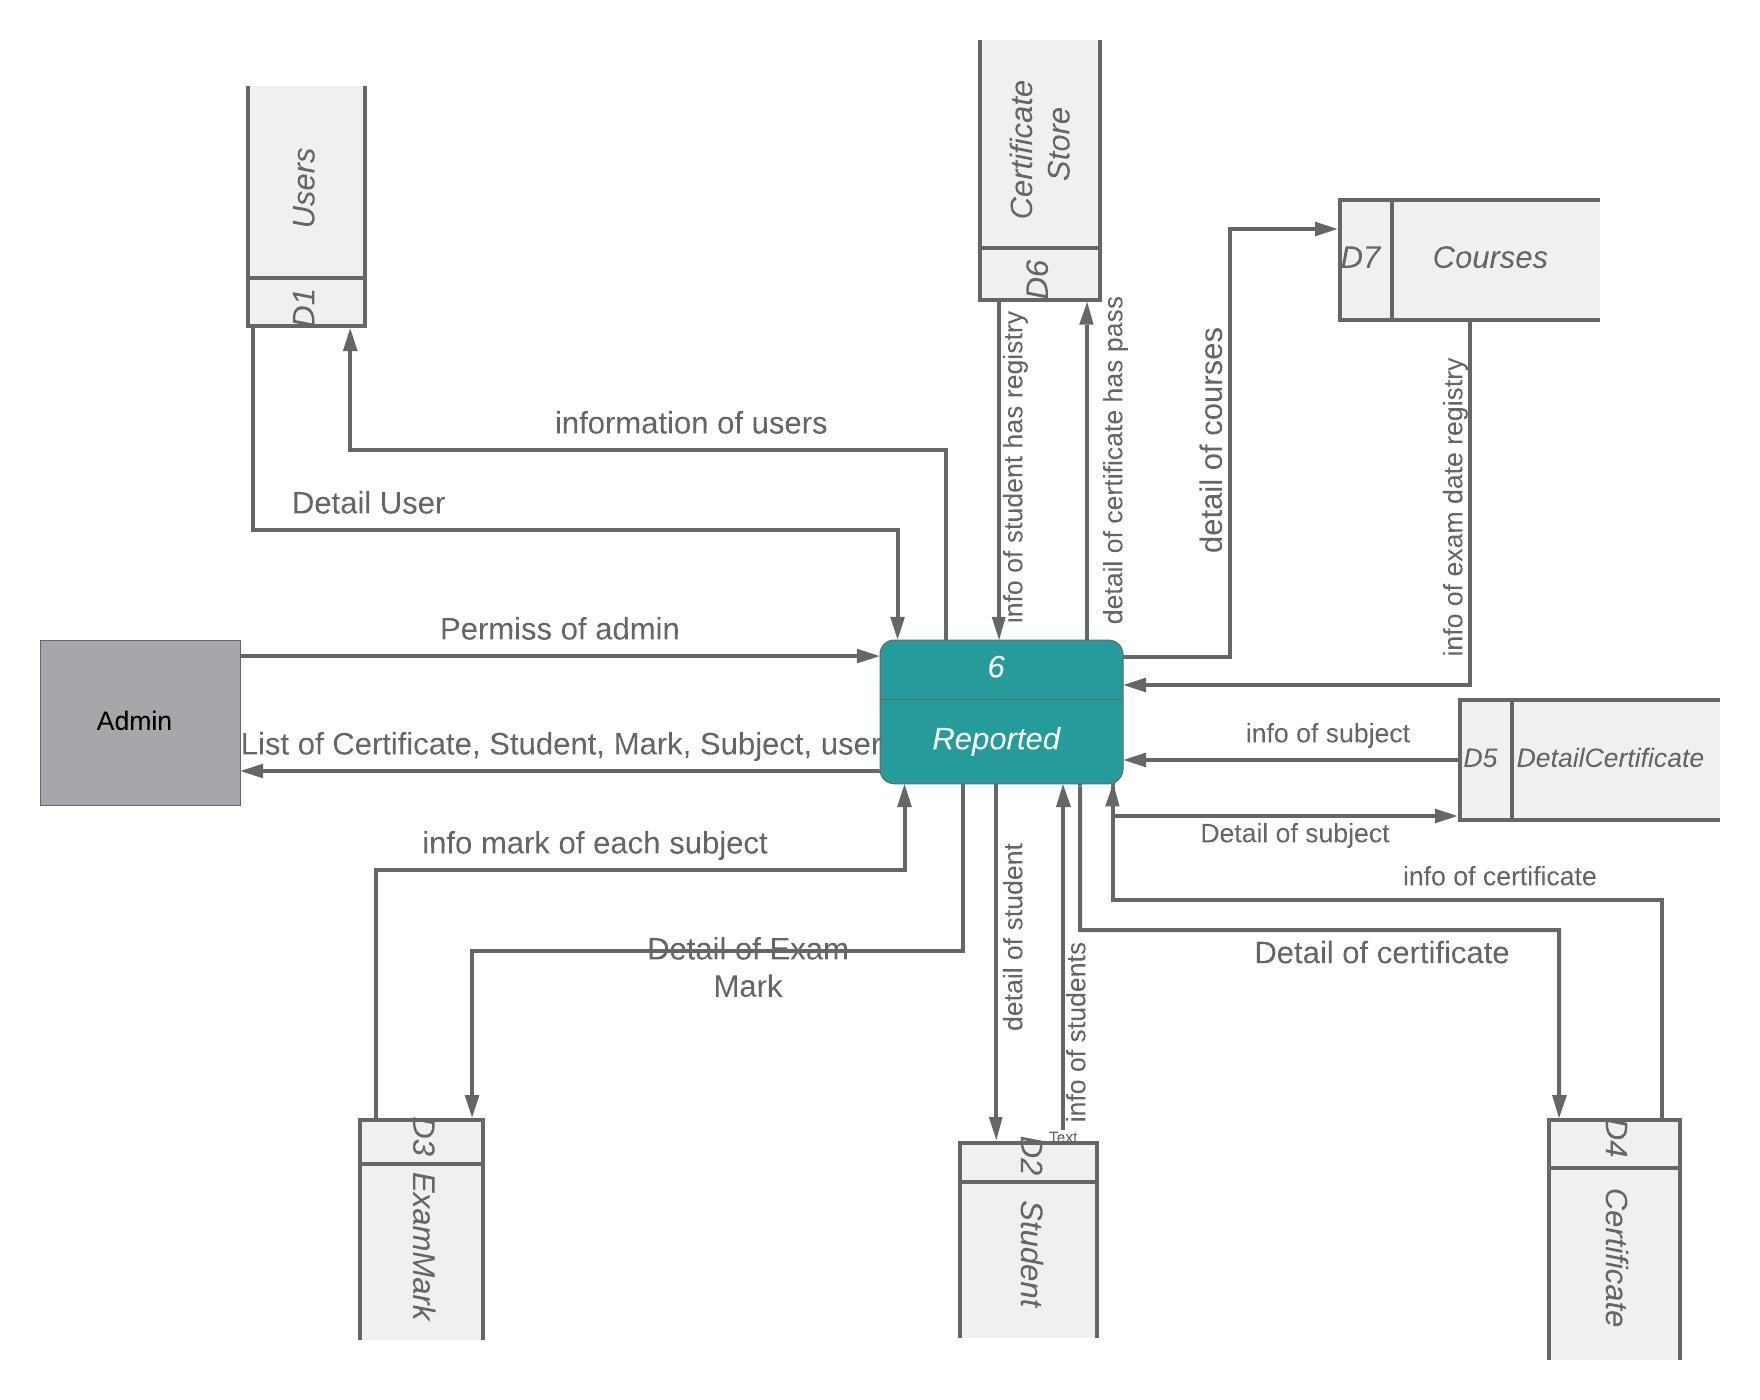 Certificate
Store
D6
Users
D1
D7
Courses
information of users
Detail User
info of student has registry
detail of certificate has pass
detail of courses
info of exam date registry
Permiss of admin
6
Reported
Admin
List of Certificate, Student, Mark, Subject, user
info of subject
D5
DetailCertificate
Detail of subject
info mark of each subject
info of certificate
detail of student
info of students
Detail of Exam
Mark
Detail of certificate
D3
ExamMark
Text
D2
Student
D4
Certificate